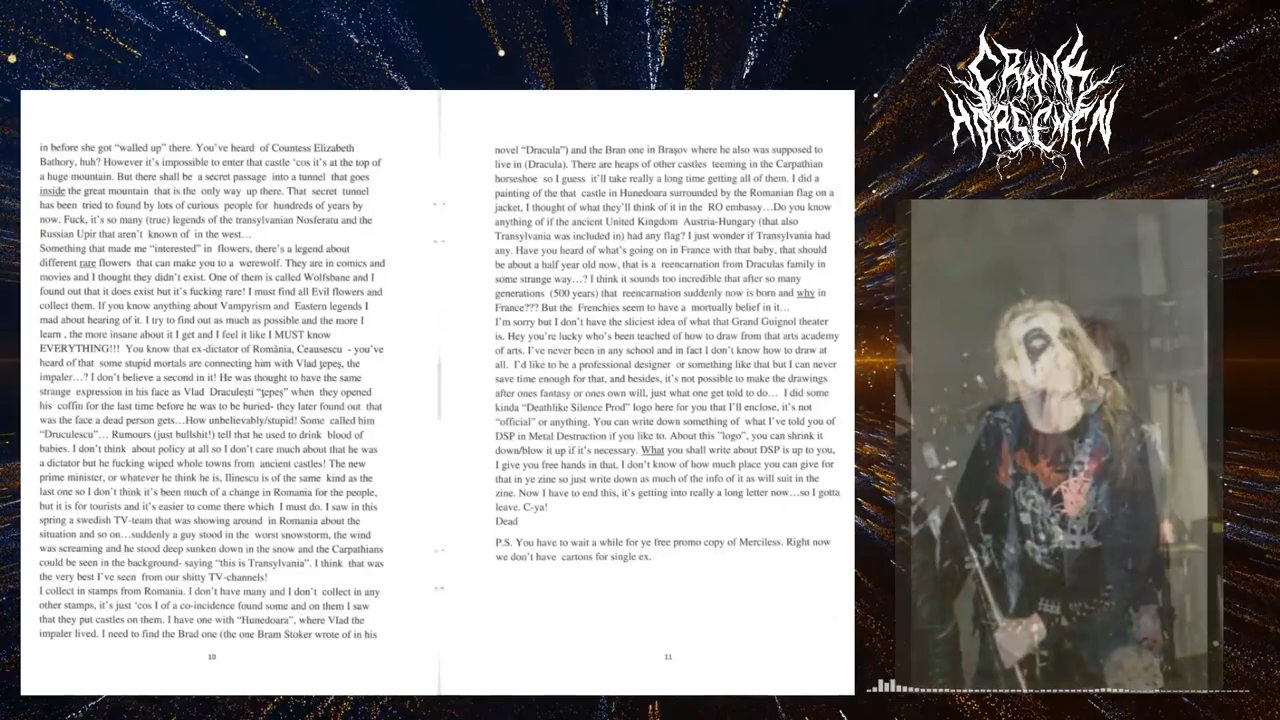 in before she got “walled up” there. You’ve heard of Countess Elizabeth
Bathory, huh? However it’s impossible to enter that castle ‘cos it’s at the top of
a huge mountain. But there shall be a secret passage into a tunnel that goes
inside the great mountain that is the only way up there. That secret tunnel
has been tried to found by lots of curious people for hundreds of years by
now. Fuck, it’s so many (true) legends of the transylvanian Nosferatu and the
Russian Upir that aren’t known of in the west…
Something that made me “interested” in flowers, there’s a legend about
different rare flowers that can make you to a werewolf. They are in comics and
movies and I thought they didn’t exist. One of them is called Wolfsbane and I
found out that it does exist but it’s fucking rare! I must find all Evil flowers and
collect them. If you know anything about Vampyrism and Eastern legends I
mad about hearing of it. I try to find out as much as possible and the more I
learn , the more insane about it I get and I feel it like I MUST know
EVERYTHING!!! You know that ex-dictator of România, Ceausescu - you’ve
heard of that some stupid mortals are connecting him with Vlad ţepeş, the
impaler…? I don’t believe a second in it! He was thought to have the same
strange expression in his face as Vlad Draculeşti “ţepeş” when they opened
his coffin for the last time before he was to be buried- they later found out that
was the face a dead person gets…How unbelievably/stupid! Some called him
“Druculescu”… Rumours (just bullshit!) tell that he used to drink blood of
babies. I don’t think about policy at all so I don’t care much about that he was
a dictator but he fucking wiped whole towns from ancient castles! The new
prime minister, or whatever he think he is, Ilinescu is of the same kind as the
last one so I don’t think it’s been much of a change in Romania for the people,
but it is for tourists and it’s easier to come there which I must do. I saw in this
spring a swedish TV-team that was showing around in Romania about the
situation and so on…suddenly a guy stood in the worst snowstorm, the wind
was screaming and he stood deep sunken down in the snow and the Carpathians
could be seen in the background- saying “this is Transylvania”. I think that was
the very best I’ve seen from our shitty TV-channels!
I collect in stamps from Romania. I don’t have many and I don’t collect in any
other stamps, it’s just ‘cos I of a co-incidence found some and on them I saw
that they put castles on them. I have one with “Hunedoara”, where Vlad the
impaler lived. I need to find the Brad one (the one Bram Stoker wrote of in his
10
novel “Dracula”) and the Bran one in Braşov where he also was supposed to
live in (Dracula). There are heaps of other castles teeming in the Carpathian
horseshoe so I guess it’ll take really a long time getting all of them. I did a
painting of the that castle in Hunedoara surrounded by the Romanian flag on a
jacket, I thought of what they’ll think of it in the RO embassy…Do you know
anything of if the ancient United Kingdom Austria-Hungary (that also
Transylvania was included in) had any flag? I just wonder if Transylvania had
any. Have you heard of what’s going on in France with that baby, that should
be about a half year old now, that is a reencarnation from Draculas family in
some strange way…? I think it sounds too incredible that after so many
generations (500 years) that reencarnation suddenly now is born and why in
France??? But the Frenchies seem to have a mortually belief in it…
I’m sorry but I don’t have the sliciest idea of what that Grand Guignol theater
is. Hey you’re lucky who’s been teached of how to draw from that arts academy
of arts. I’ve never been in any school and in fact I don’t know how to draw at
all. I’d like to be a professional designer or something like that but I can never
save time enough for that, and besides, it’s not possible to make the drawings
after ones fantasy or ones own will, just what one get told to do… I did some
kinda “Deathlike Silence Prod” logo here for you that I’ll enclose, it’s not
“official” or anything. You can write down something of what I’ve told you of
DSP in Metal Destruction if you like to. About this “logo”, you can shrink it
down/blow it up if it’s necessary. What you shall write about DSP is up to you,
I give you free hands in that. I don’t know of how much place you can give for
that in ye zine so just write down as much of the info of it as will suit in the
zine. Now I have to end this, it’s getting into really a long letter now…so I gotta
leave. C-ya!
Dead
P.S. You have to wait a while for ye free promo copy of Merciless. Right now
we don’t have cartons for single ex.
11
CRANK
HORSEMEN